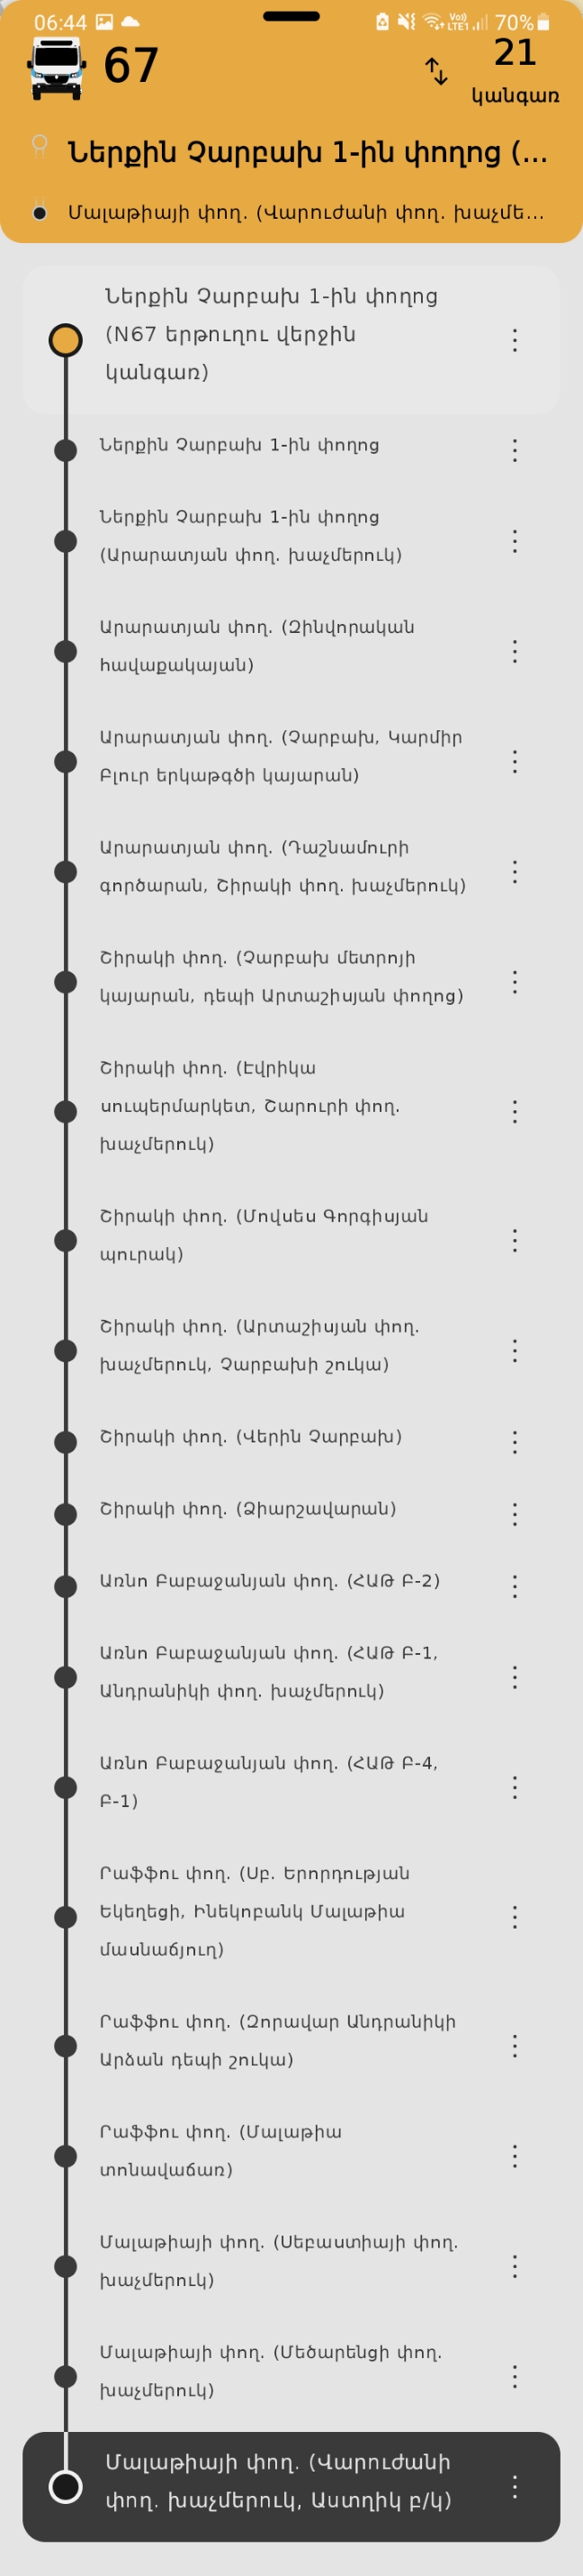 06:44
Vo))
LTE1
70%
67
21
կանգառ
Ներքին Չարբախ 1-ին փողոց (...
Մալաթիայի փող. (Վարուժանի փող. խաչմե...
Ներքին Չարբախ 1-ին փողոց
(N67 երթուղու վերջին
կանգառ)
Ներքին Չարբախ 1-ին փողոց
Ներքին Չարբախ 1-ին փողոց
(Արարատյան փող. խաչմերուկ)
Արարատյան փող. (Զինվորական
հավաքակայան)
Արարատյան փող. (Չարբախ, Կարմիր
Բլուր երկաթգծի կայարան)
Արարատյան փող. (Դաշնամուրի
գործարան, Շիրակի փող. խաչմերուկ)
Շիրակի փող. (Չարբախ մետրոյի
կայարան, դեպի Արտաշիսյան փողոց)
Շիրակի փող. (Էվրիկա
սուպերմարկետ, Շարուրի փող.
խաչմերուկ)
Շիրակի փող. (Մովսես Գորգիսյան
պուրակ)
Շիրակի փող. (Արտաշիսյան փող.
խաչմերուկ, Չարբախի շուկա)
Շիրակի փող. (Վերին Չարբախ)
Շիրակի փող. (Ձիարշավարան)
Առնո Բաբաջանյան փող. (ՀԱԹ Բ-2)
Առնո Բաբաջանյան փող. (ՀԱԹ Բ-1,
Անդրանիկի փող. խաչմերուկ)
Առնո Բաբաջանյան փող. (ՀԱԹ Բ-4,
Բ-1)
Րաֆֆու փող. (Սբ. Երորդության
Եկեղեցի, Ինեկոբանկ Մալաթիա
մասնաճյուղ)
Րաֆֆու փող. (Զորավար Անդրանիկի
Արձան դեպի շուկա)
Րաֆֆու փող. (Մալաթիա
տոնավաճառ)
Մալաթիայի փող. (Սեբաստիայի փող.
խաչմերուկ)
Մալաթիայի փող. (Մեծարենցի փող.
խաչմերուկ)
Մալաթիայի փող. (Վարուժանի
փող. խաչմերուկ, Աստղիկ բ/կ)